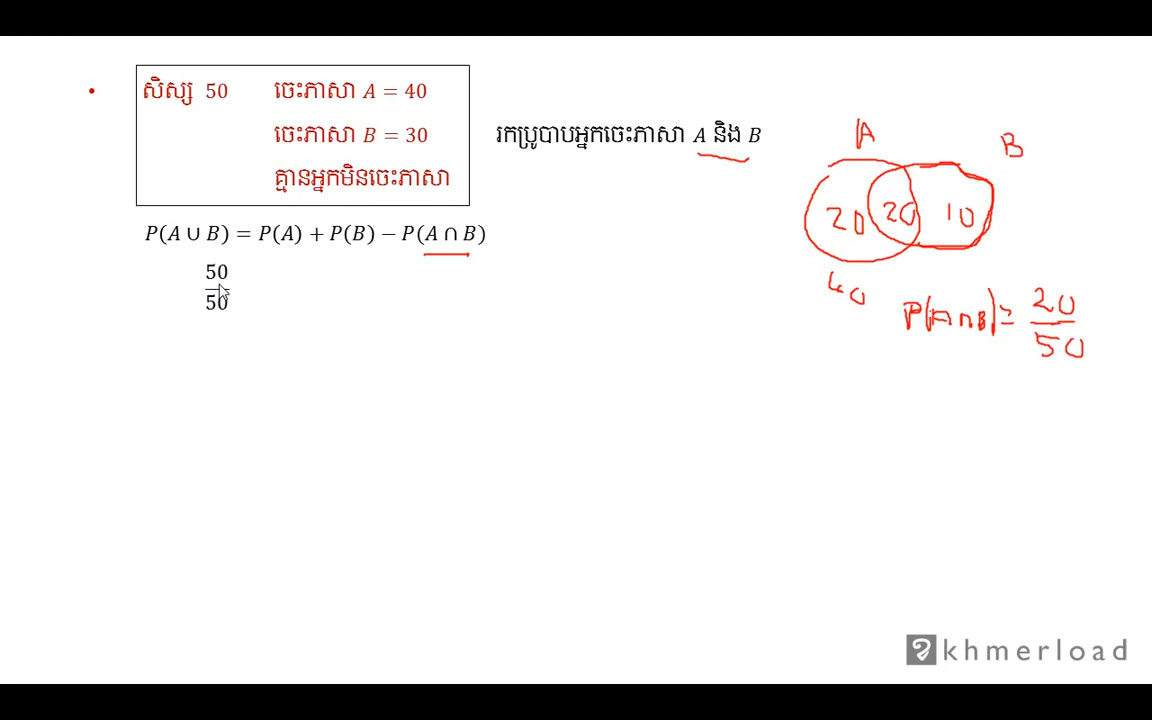 • សិស្ស 50 ចេះភាសា A = 40
ចេះភាសា B = 30
គ្មានអ្នកមិនចេះភាសា
រកប្រូបាបអ្នកចេះភាសា A និង B
P(A ∪ B) = P(A) + P(B) − P(A ∩ B)
50
50
A
B
20 20 10
40
P(A∩B) = 20
50
khmerload